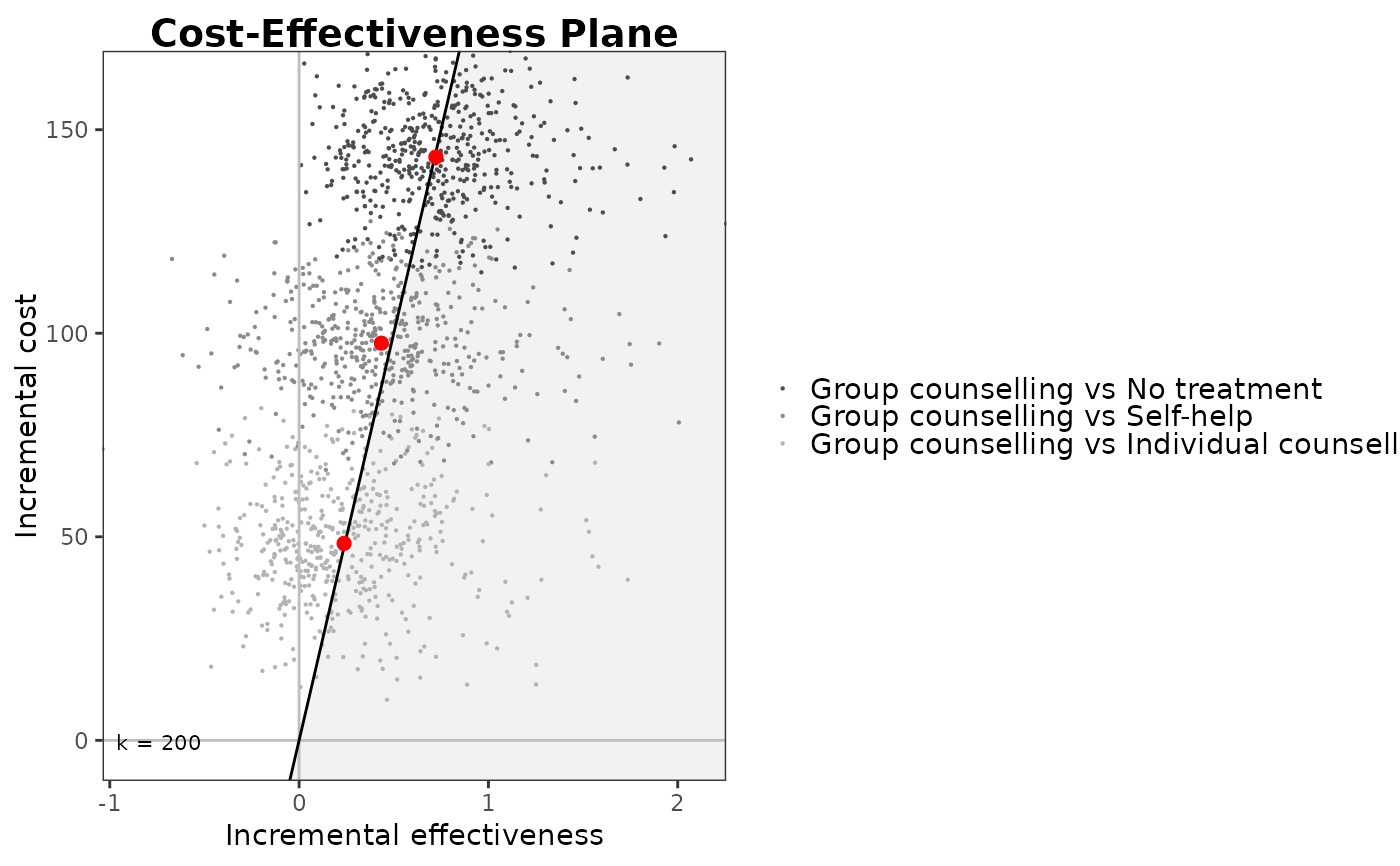 Cost-Effectiveness Plane
Incremental cost
150
100
50
0
k = 200
-1 0 1 2
Incremental effectiveness
Group counselling vs No treatment
Group counselling vs Self-help
Group counselling vs Individual counsell